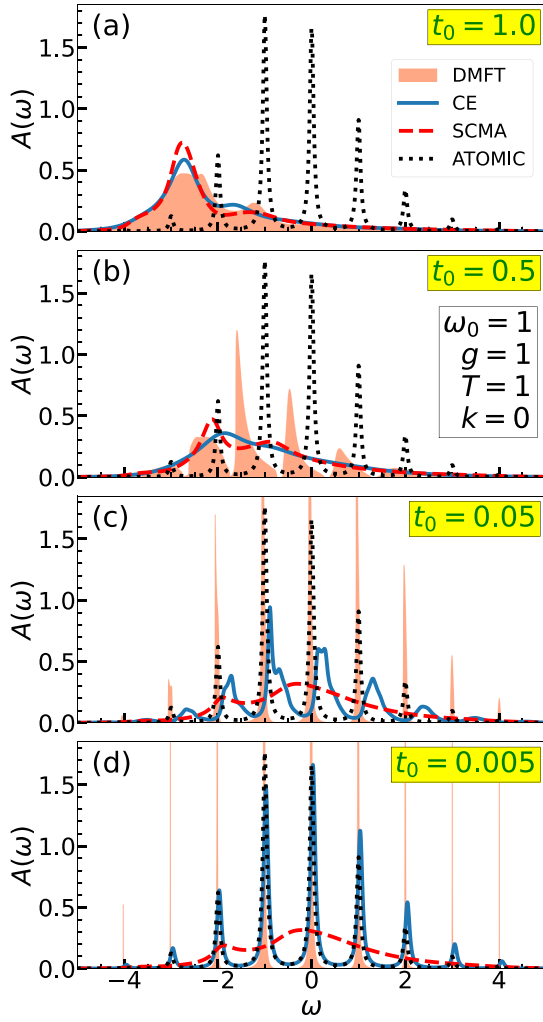 (a)
t₀ = 1.0
DMFT
CE
SCMA
ATOMIC
A(ω)
1.5
1.0
0.5
0.0
(b)
t₀ = 0.5
ω₀ = 1
g = 1
T = 1
k = 0
A(ω)
1.5
1.0
0.5
0.0
(c)
t₀ = 0.05
A(ω)
1.5
1.0
0.5
0.0
(d)
t₀ = 0.005
A(ω)
1.5
1.0
0.5
0.0
−4 −2 0 2 4
ω